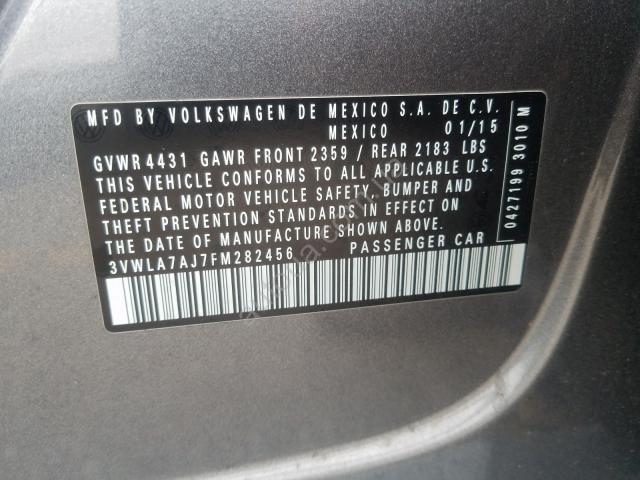 MFD BY VOLKSWAGEN DE MEXICO S.A. DE C.V.
MEXICO 01/15
GVWR 4431 GAWR FRONT 2359 / REAR 2183 LBS
THIS VEHICLE CONFORMS TO ALL APPLICABLE U.S.
FEDERAL MOTOR VEHICLE SAFETY, BUMPER AND
THEFT PREVENTION STANDARDS IN EFFECT ON
DATE OF MANUFACTURE SHOWN ABOVE.
3VWLA7AJ7FM282456 PASSENGER CAR
0427199 3010 M